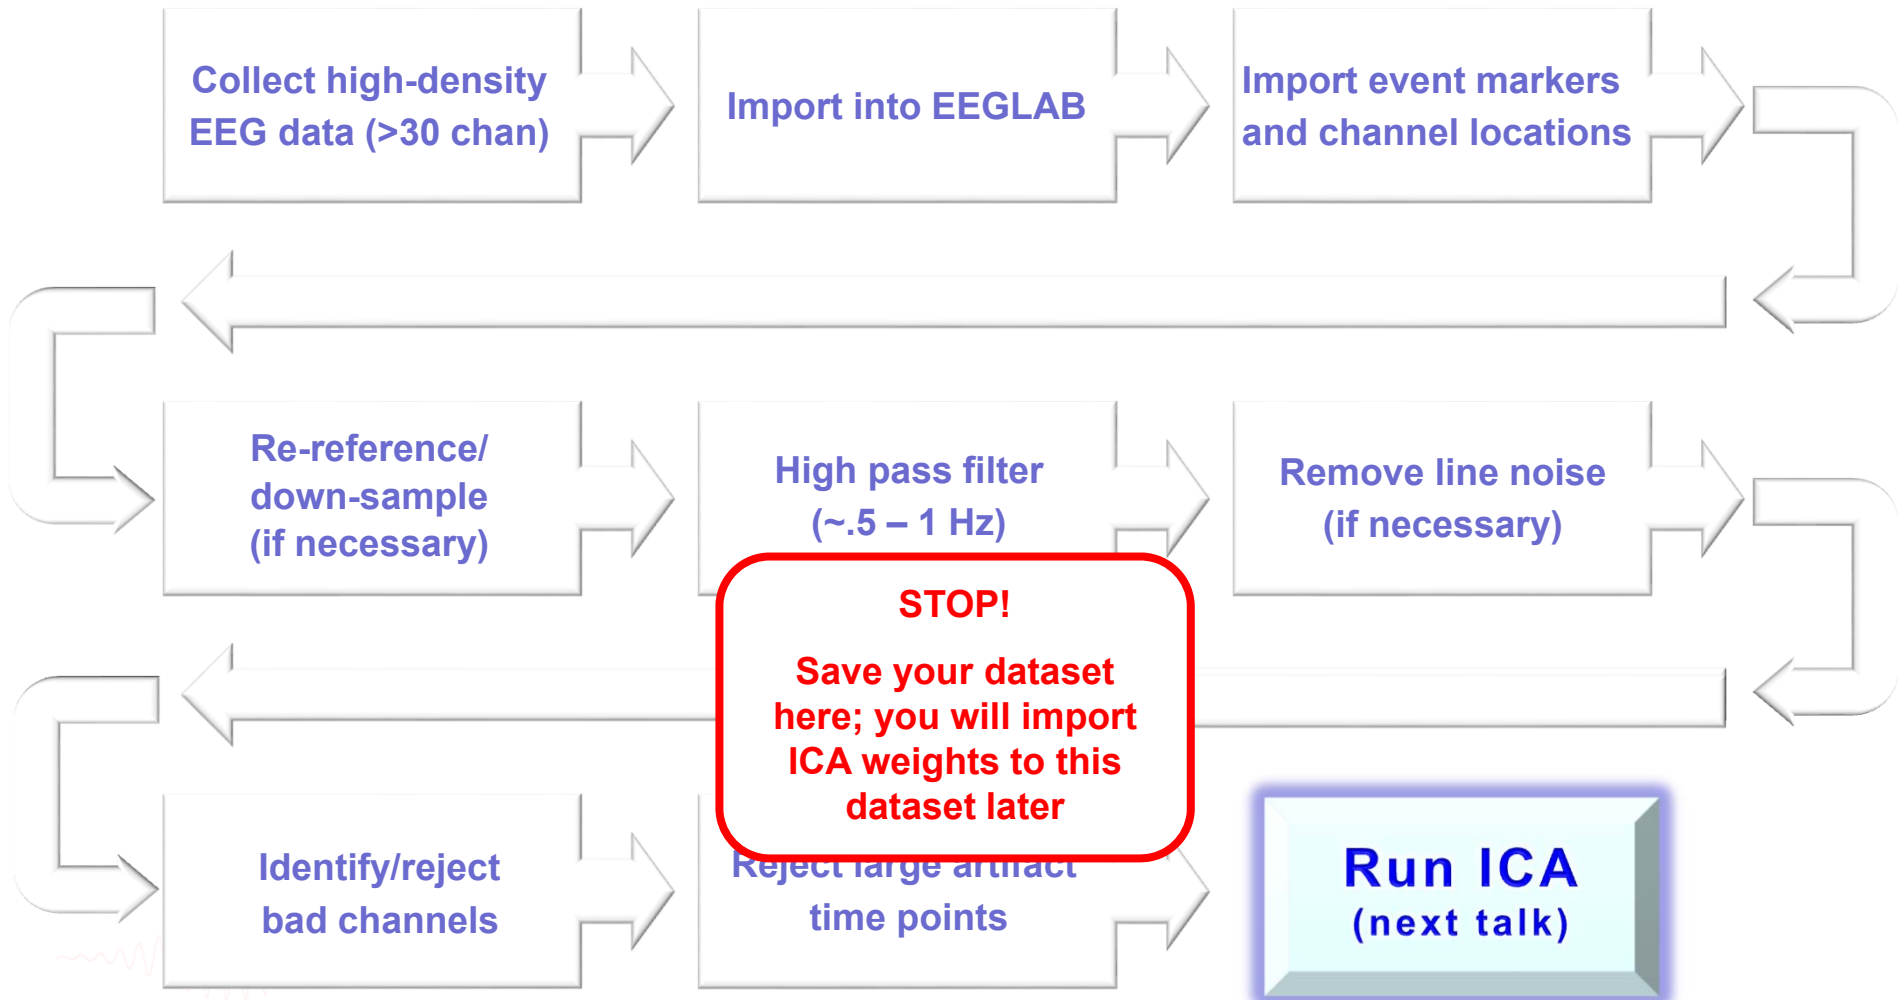 Collect high-density
EEG data (>30 chan)
Import into EEGLAB
Import event markers
and channel locations
Re-reference/
down-sample
(if necessary)
High pass filter
(~.5 – 1 Hz)
Remove line noise
(if necessary)
STOP!
Save your dataset
here; you will import
ICA weights to this
dataset later
Identify/reject
bad channels
Reject large artifact
time points
Run ICA
(next talk)